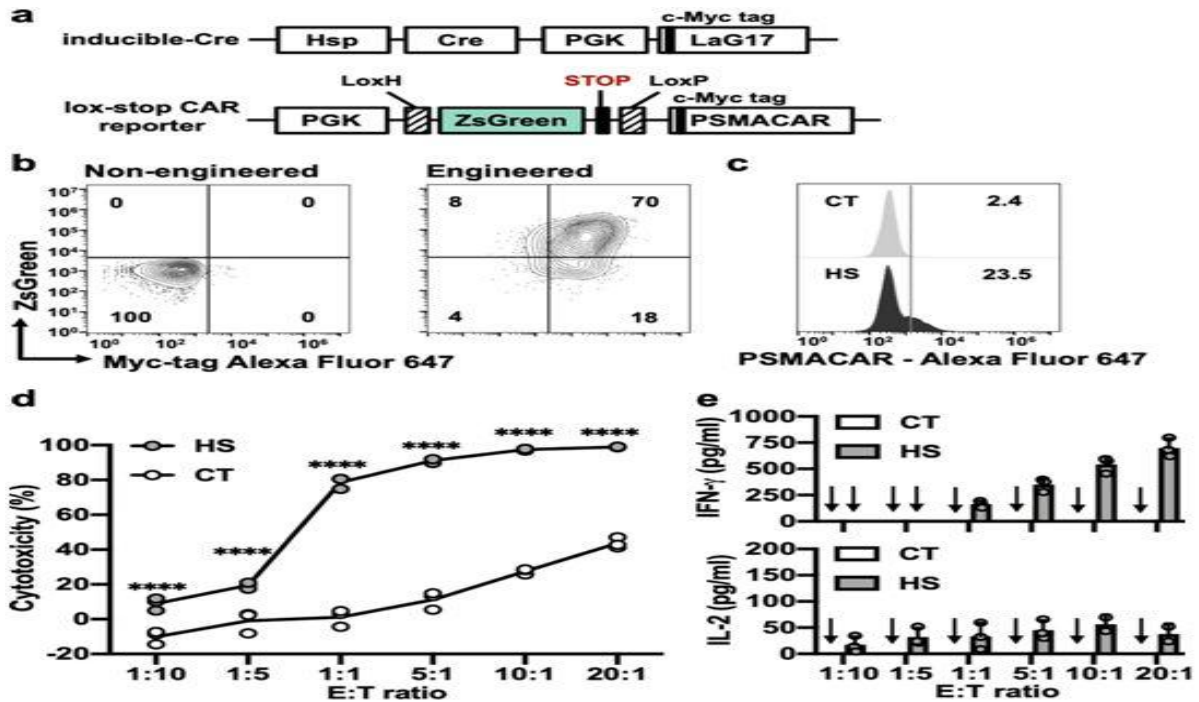 a
c-Myc tag
inducible-Cre Hsp Cre PGK LaG17
LoxH STOP LoxP
c-Myc tag
lox-stop CAR reporter PGK ZsGreen PSMACAR
b
Non-engineered Engineered
10⁷
10⁶
10⁵
10⁴
10³
10²
10¹
10⁰
0 0
100 0
8 70
4 18
ZsGreen
10⁰ 10² 10⁴ 10⁶
10⁰ 10² 10⁴ 10⁶
Myc-tag Alexa Fluor 647
c
CT 2.4
HS 23.5
10⁰ 10² 10⁴ 10⁶
PSMACAR - Alexa Fluor 647
d
HS
CT
Cytotoxicity (%)
100
80
60
40
20
0
-20
**** **** **** **** **** ****
1:10 1:5 1:1 5:1 10:1 20:1
E:T ratio
e
CT
HS
IFN-γ (pg/ml)
1000
750
500
250
0
CT
HS
IL-2 (pg/ml)
200
150
100
50
0
1:10 1:5 1:1 5:1 10:1 20:1
E:T ratio